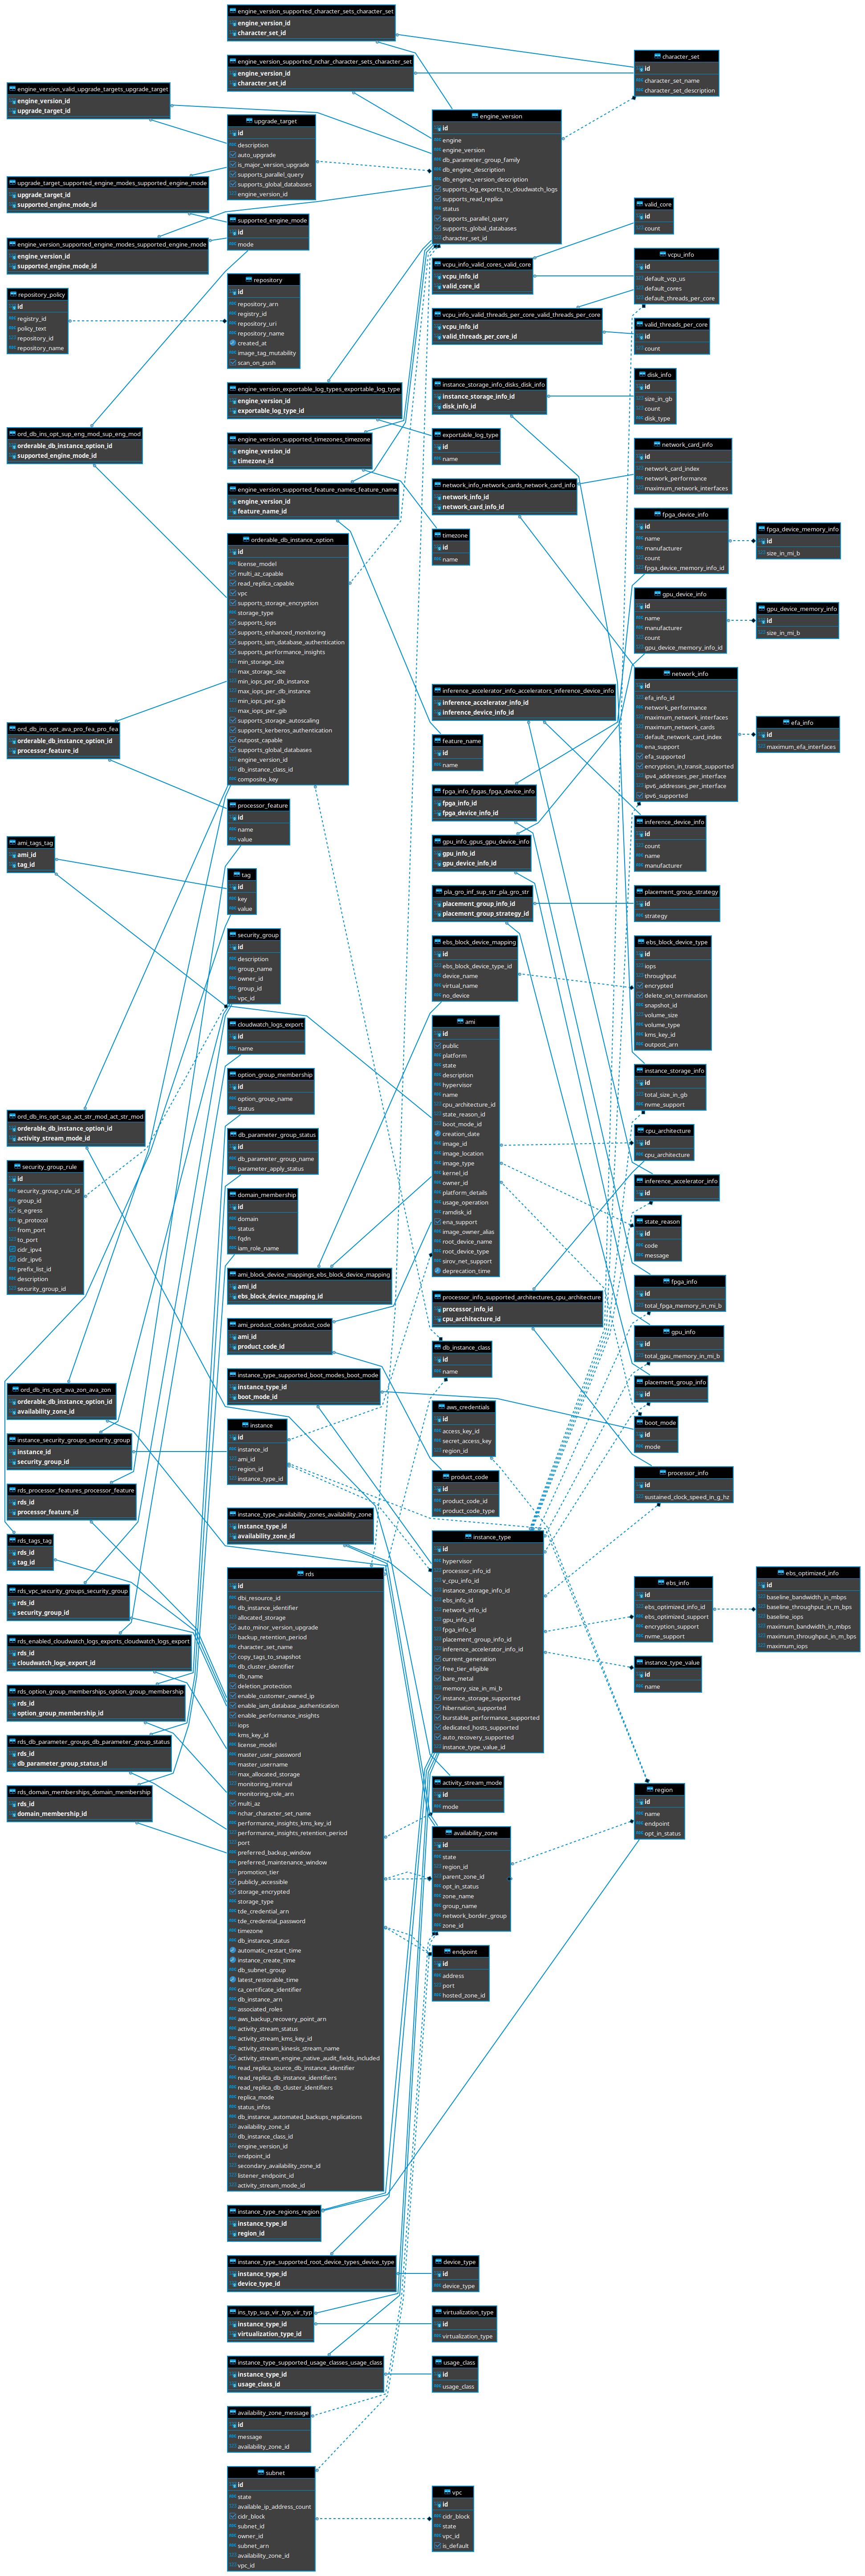 engine_version_supported_character_sets_character_set
engine_version_id
character_set_id
engine_version_supported_nchar_character_sets_character_set
engine_version_id
character_set_id
character_set
id
character_set_name
character_set_description
engine_version_valid_upgrade_targets_upgrade_target
engine_version_id
upgrade_target_id
upgrade_target
id
description
auto_upgrade
is_major_version_upgrade
supports_parallel_query
supports_global_databases
engine_version_id
engine_version
id
engine
engine_version
db_parameter_group_family
db_engine_description
db_engine_version_description
supports_log_exports_to_cloudwatch_logs
supports_read_replica
status
supports_parallel_query
supports_global_databases
character_set_id
upgrade_target_supported_engine_modes_supported_engine_mode
upgrade_target_id
supported_engine_mode_id
supported_engine_mode
id
mode
engine_version_supported_engine_modes_supported_engine_mode
engine_version_id
supported_engine_mode_id
valid_core
id
count
vcpu_info
id
default_vcp_us
default_cores
default_threads_per_core
vcpu_info_valid_cores_valid_core
vcpu_info_id
valid_core_id
repository_policy
id
registry_id
policy_text
repository_id
repository_name
repository
id
repository_arn
registry_id
repository_uri
repository_name
created_at
image_tag_mutability
scan_on_push
vcpu_info_valid_threads_per_core_valid_threads_per_core
vcpu_info_id
valid_threads_per_core_id
valid_threads_per_core
id
count
disk_info
id
size_in_gb
count
disk_type
engine_version_exportable_log_types_exportable_log_type
engine_version_id
exportable_log_type_id
instance_storage_info_disks_disk_info
instance_storage_info_id
disk_info_id
ord_db_ins_opt_sup_eng_mod_sup_eng_mod
orderable_db_instance_option_id
supported_engine_mode_id
engine_version_supported_timezones_timezone
engine_version_id
timezone_id
exportable_log_type
id
name
network_card_info
id
network_card_index
network_performance
maximum_network_interfaces
engine_version_supported_feature_names_feature_name
engine_version_id
feature_name_id
network_info_network_cards_network_card_info
network_info_id
network_card_info_id
fpga_device_info
id
name
manufacturer
count
fpga_device_memory_info_id
fpga_device_memory_info
id
size_in_mi_b
orderable_db_instance_option
id
license_model
multi_az_capable
read_replica_capable
vpc
supports_storage_encryption
storage_type
supports_iops
supports_enhanced_monitoring
supports_iam_database_authentication
supports_performance_insights
min_storage_size
max_storage_size
min_iops_per_db_instance
max_iops_per_db_instance
min_iops_per_gib
max_iops_per_gib
supports_storage_autoscaling
supports_kerberos_authentication
outpost_capable
supports_global_databases
engine_version_id
db_instance_class_id
composite_key
timezone
id
name
gpu_device_info
id
name
manufacturer
count
gpu_device_memory_info_id
gpu_device_memory_info
id
size_in_mi_b
inference_accelerator_info_accelerators_inference_device_info
inference_accelerator_info_id
inference_device_info_id
network_info
id
efa_info_id
network_performance
maximum_network_interfaces
maximum_network_cards
default_network_card_index
ena_support
efa_supported
encryption_in_transit_supported
ipv4_addresses_per_interface
ipv6_addresses_per_interface
ipv6_supported
efa_info
id
maximum_efa_interfaces
ord_db_ins_opt_ava_pro_fea_pro_fea
orderable_db_instance_option_id
processor_feature_id
feature_name
id
name
processor_feature
id
name
value
fpga_info_fpgas_fpga_device_info
fpga_info_id
fpga_device_info_id
inference_device_info
id
count
name
manufacturer
ami_tags_tag
ami_id
tag_id
gpu_info_gpus_gpu_device_info
gpu_info_id
gpu_device_info_id
tag
id
key
value
pla_gro_inf_sup_str_pla_gro_str
placement_group_info_id
placement_group_strategy_id
placement_group_strategy
id
strategy
security_group
id
description
group_name
owner_id
group_id
vpc_id
ebs_block_device_mapping
id
ebs_block_device_type_id
device_name
virtual_name
no_device
ebs_block_device_type
id
iops
throughput
encrypted
delete_on_termination
snapshot_id
volume_size
volume_type
kms_key_id
outpost_arn
cloudwatch_logs_export
id
name
ami
id
public
platform
state
description
hypervisor
name
cpu_architecture_id
state_reason_id
boot_mode_id
creation_date
image_id
image_location
image_type
kernel_id
owner_id
platform_details
usage_operation
ramdisk_id
ena_support
image_owner_alias
root_device_name
root_device_type
sirov_net_support
deprecation_time
option_group_membership
id
option_group_name
status
instance_storage_info
id
total_size_in_gb
nvme_support
ord_db_ins_opt_sup_act_str_mod_act_str_mod
orderable_db_instance_option_id
activity_stream_mode_id
db_parameter_group_status
id
db_parameter_group_name
parameter_apply_status
cpu_architecture
id
cpu_architecture
security_group_rule
id
security_group_rule_id
group_id
is_egress
ip_protocol
from_port
to_port
cidr_ipv4
cidr_ipv6
prefix_list_id
description
security_group_id
domain_membership
id
domain
status
fqdn
iam_role_name
inference_accelerator_info
id
state_reason
id
code
message
ami_block_device_mappings_ebs_block_device_mapping
ami_id
ebs_block_device_mapping_id
fpga_info
id
total_fpga_memory_in_mi_b
ami_product_codes_product_code
ami_id
product_code_id
processor_info_supported_architectures_cpu_architecture
processor_info_id
cpu_architecture_id
gpu_info
id
total_gpu_memory_in_mi_b
db_instance_class
id
name
ord_db_ins_opt_ava_zon_ava_zon
orderable_db_instance_option_id
availability_zone_id
instance_type_supported_boot_modes_boot_mode
instance_type_id
boot_mode_id
placement_group_info
id
aws_credentials
id
access_key_id
secret_access_key
region_id
boot_mode
id
mode
instance_security_groups_security_group
instance_id
security_group_id
instance
id
instance_id
ami_id
region_id
instance_type_id
product_code
id
product_code_id
product_code_type
processor_info
id
sustained_clock_speed_in_g_hz
rds_processor_features_processor_feature
rds_id
processor_feature_id
instance_type_availability_zones_availability_zone
instance_type_id
availability_zone_id
rds_tags_tag
rds_id
tag_id
instance_type
id
hypervisor
processor_info_id
v_cpu_info_id
instance_storage_info_id
ebs_info_id
network_info_id
gpu_info_id
fpga_info_id
placement_group_info_id
inference_accelerator_info_id
current_generation
free_tier_eligible
bare_metal
memory_size_in_mi_b
instance_storage_supported
hibernation_supported
burstable_performance_supported
dedicated_hosts_supported
auto_recovery_supported
instance_type_value_id
ebs_info
id
ebs_optimized_info_id
ebs_optimized_support
encryption_support
nvme_support
ebs_optimized_info
id
baseline_bandwidth_in_mbps
baseline_throughput_in_m_bps
baseline_iops
maximum_bandwidth_in_mbps
maximum_throughput_in_m_bps
maximum_iops
rds_vpc_security_groups_security_group
rds_id
security_group_id
rds_enabled_cloudwatch_logs_exports_cloudwatch_logs_export
rds_id
cloudwatch_logs_export_id
instance_type_value
id
name
rds_option_group_memberships_option_group_membership
rds_id
option_group_membership_id
rds_db_parameter_groups_db_parameter_group_status
rds_id
db_parameter_group_status_id
rds_domain_memberships_domain_membership
rds_id
domain_membership_id
rds
id
dbi_resource_id
db_instance_identifier
allocated_storage
auto_minor_version_upgrade
backup_retention_period
character_set_name
copy_tags_to_snapshot
db_cluster_identifier
db_name
deletion_protection
enable_customer_owned_ip
enable_iam_database_authentication
enable_performance_insights
iops
kms_key_id
license_model
master_user_password
master_username
max_allocated_storage
monitoring_interval
monitoring_role_arn
multi_az
nchar_character_set_name
performance_insights_kms_key_id
performance_insights_retention_period
port
preferred_backup_window
preferred_maintenance_window
promotion_tier
publicly_accessible
storage_encrypted
storage_type
tde_credential_arn
tde_credential_password
timezone
db_instance_status
automatic_restart_time
instance_create_time
db_subnet_group
latest_restorable_time
ca_certificate_identifier
db_instance_arn
associated_roles
aws_backup_recovery_point_arn
activity_stream_status
activity_stream_kms_key_id
activity_stream_kinesis_stream_name
activity_stream_engine_native_audit_fields_included
read_replica_source_db_instance_identifier
read_replica_db_instance_identifiers
read_replica_db_cluster_identifiers
replica_mode
status_infos
db_instance_automated_backups_replications
availability_zone_id
db_instance_class_id
engine_version_id
endpoint_id
secondary_availability_zone_id
listener_endpoint_id
activity_stream_mode_id
activity_stream_mode
id
mode
region
id
name
endpoint
opt_in_status
availability_zone
id
state
region_id
parent_zone_id
opt_in_status
zone_name
group_name
network_border_group
zone_id
endpoint
id
address
port
hosted_zone_id
instance_type_regions_region
instance_type_id
region_id
instance_type_supported_root_device_types_device_type
instance_type_id
device_type_id
device_type
id
device_type
ins_typ_sup_vir_typ_vir_typ
instance_type_id
virtualization_type_id
virtualization_type
id
virtualization_type
instance_type_supported_usage_classes_usage_class
instance_type_id
usage_class_id
usage_class
id
usage_class
availability_zone_message
id
message
availability_zone_id
subnet
id
state
available_ip_address_count
cidr_block
subnet_id
owner_id
subnet_arn
availability_zone_id
vpc_id
vpc
id
cidr_block
state
vpc_id
is_default